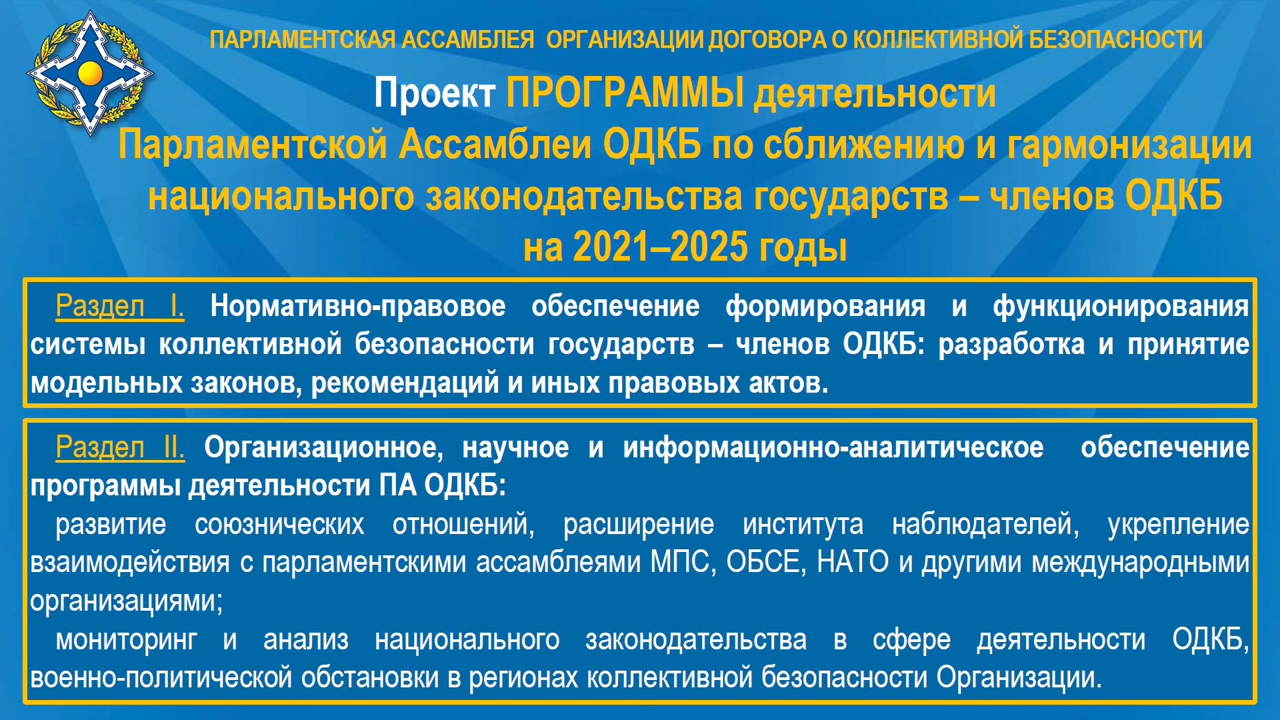 ПАРЛАМЕНТСКАЯ АССАМБЛЕЯ ОРГАНИЗАЦИИ ДОГОВОРА О КОЛЛЕКТИВНОЙ БЕЗОПАСНОСТИ
Проект ПРОГРАММЫ деятельности
Парламентской Ассамблеи ОДКБ по сближению и гармонизации
национального законодательства государств – членов ОДКБ
на 2021–2025 годы
Раздел I. Нормативно-правовое обеспечение формирования и функционирования
системы коллективной безопасности государств – членов ОДКБ: разработка и принятие
модельных законов, рекомендаций и иных правовых актов.
Раздел II. Организационное, научное и информационно-аналитическое обеспечение
программы деятельности ПА ОДКБ:
развитие союзнических отношений, расширение института наблюдателей, укрепление
взаимодействия с парламентскими ассамблеями МПС, ОБСЕ, НАТО и другими международными
организациями;
мониторинг и анализ национального законодательства в сфере деятельности ОДКБ,
военно-политической обстановки в регионах коллективной безопасности Организации.